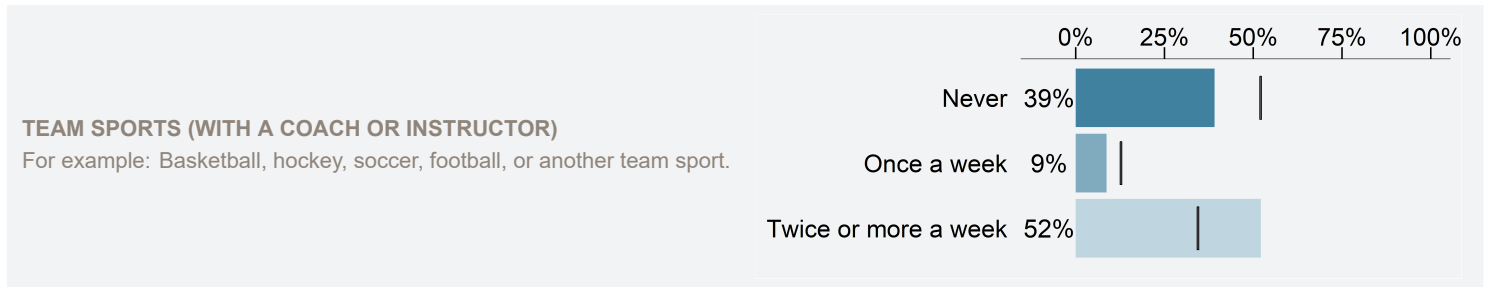 0% 25% 50% 75% 100%
Never 39%
TEAM SPORTS (WITH A COACH OR INSTRUCTOR)
For example: Basketball, hockey, soccer, football, or another team sport.
Once a week 9%
Twice or more a week 52%